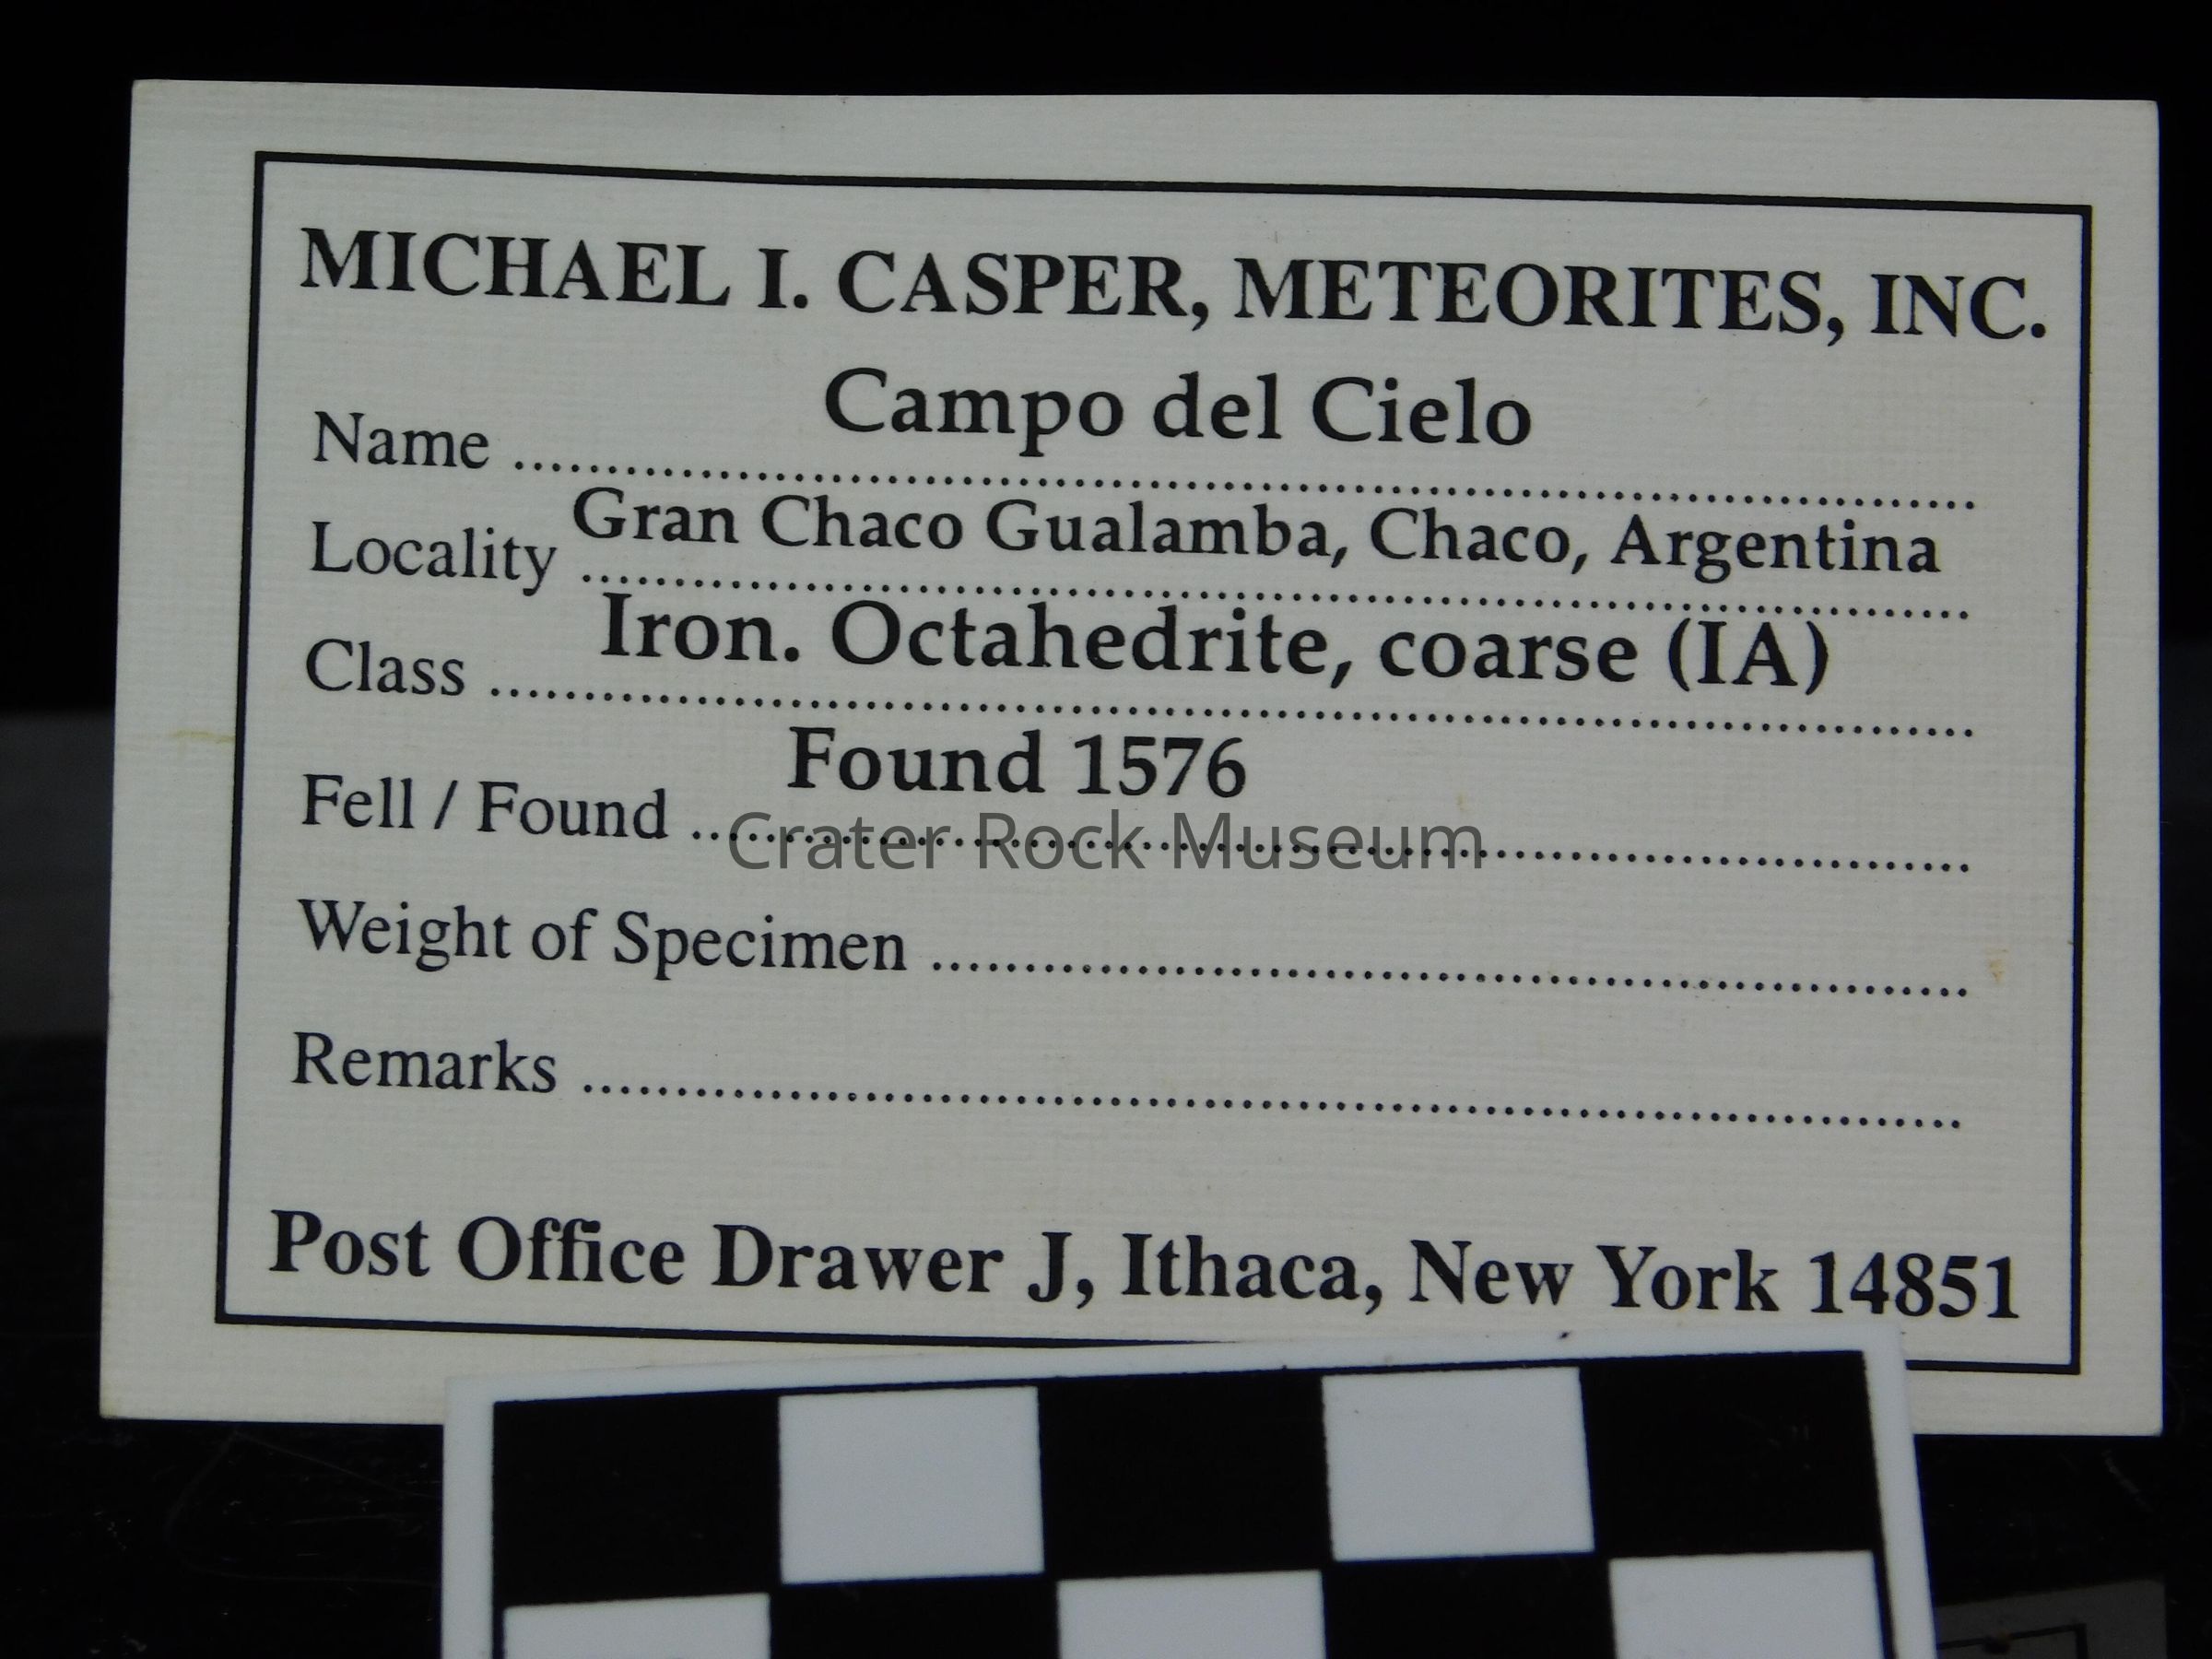 MICHAEL I. CASPER, METEORITES, INC.
Name ........ Campo del Cielo
Locality ........ Gran Chaco Gualamba, Chaco, Argentina
Class ........ Iron. Octahedrite, coarse (IA)
Fell / Found ........ Found 1576
Crater Rock Museum
Weight of Specimen ........
Remarks ........
Post Office Drawer J, Ithaca, New York 14851